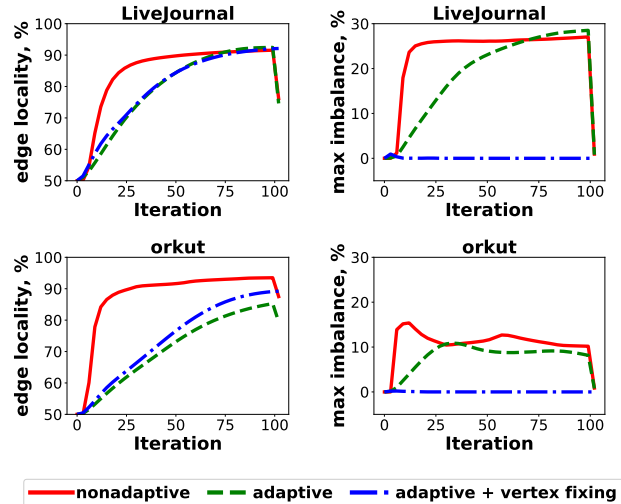 LiveJournal
edge locality, %
100
90
80
70
60
50
0 25 50 75 100
Iteration
LiveJournal
max imbalance, %
30
20
10
0
0 25 50 75 100
Iteration
orkut
edge locality, %
100
90
80
70
60
50
0 25 50 75 100
Iteration
orkut
max imbalance, %
30
20
10
0
0 25 50 75 100
Iteration
nonadaptive adaptive adaptive + vertex fixing